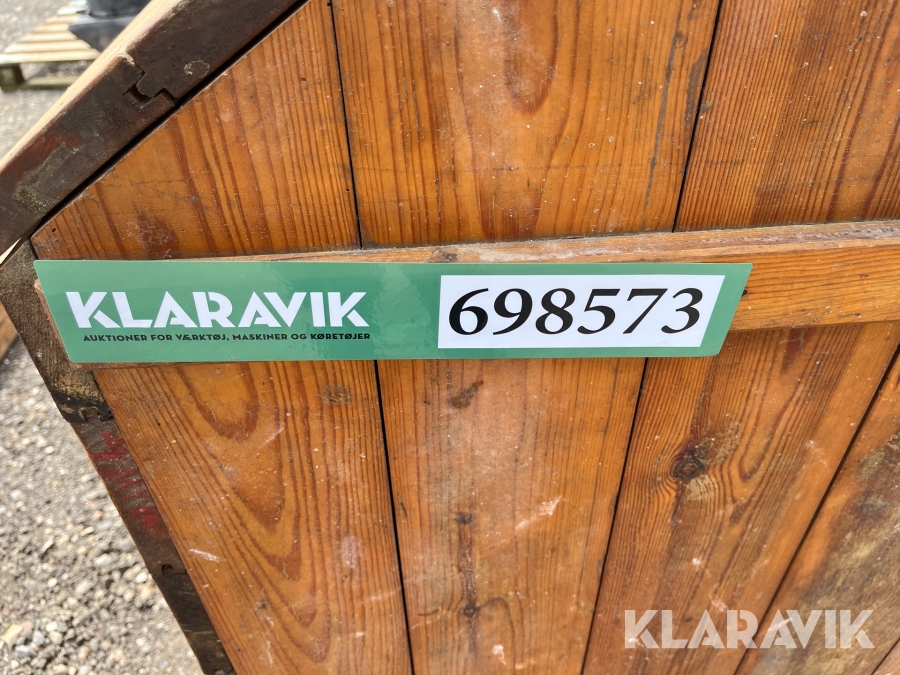 KLARAVIK
AUKTIONER FOR VÆRKTØJ, MASKINER OG KØRETØJER
698573
KLARAVIK